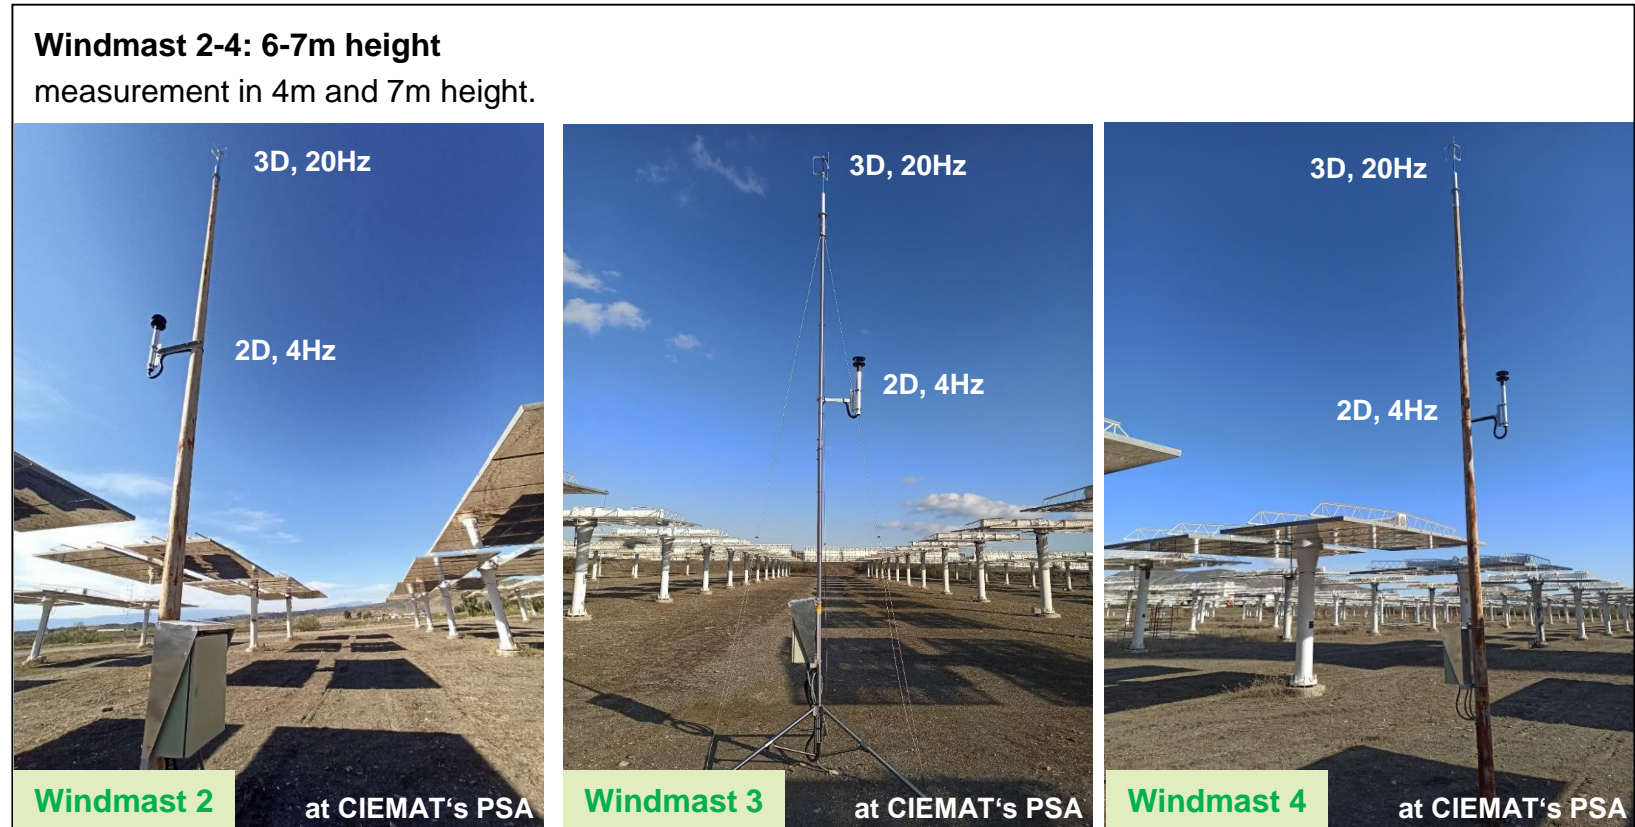 Windmast 2-4: 6-7m height
measurement in 4m and 7m height.
3D, 20Hz
2D, 4Hz
Windmast 2
at CIEMAT‘s PSA
3D, 20Hz
2D, 4Hz
Windmast 3
at CIEMAT‘s PSA
3D, 20Hz
2D, 4Hz
Windmast 4
at CIEMAT‘s PSA